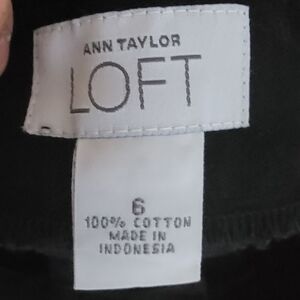 ANN TAYLOR
LOFT
6
100% COTTON
MADE IN
INDONESIA